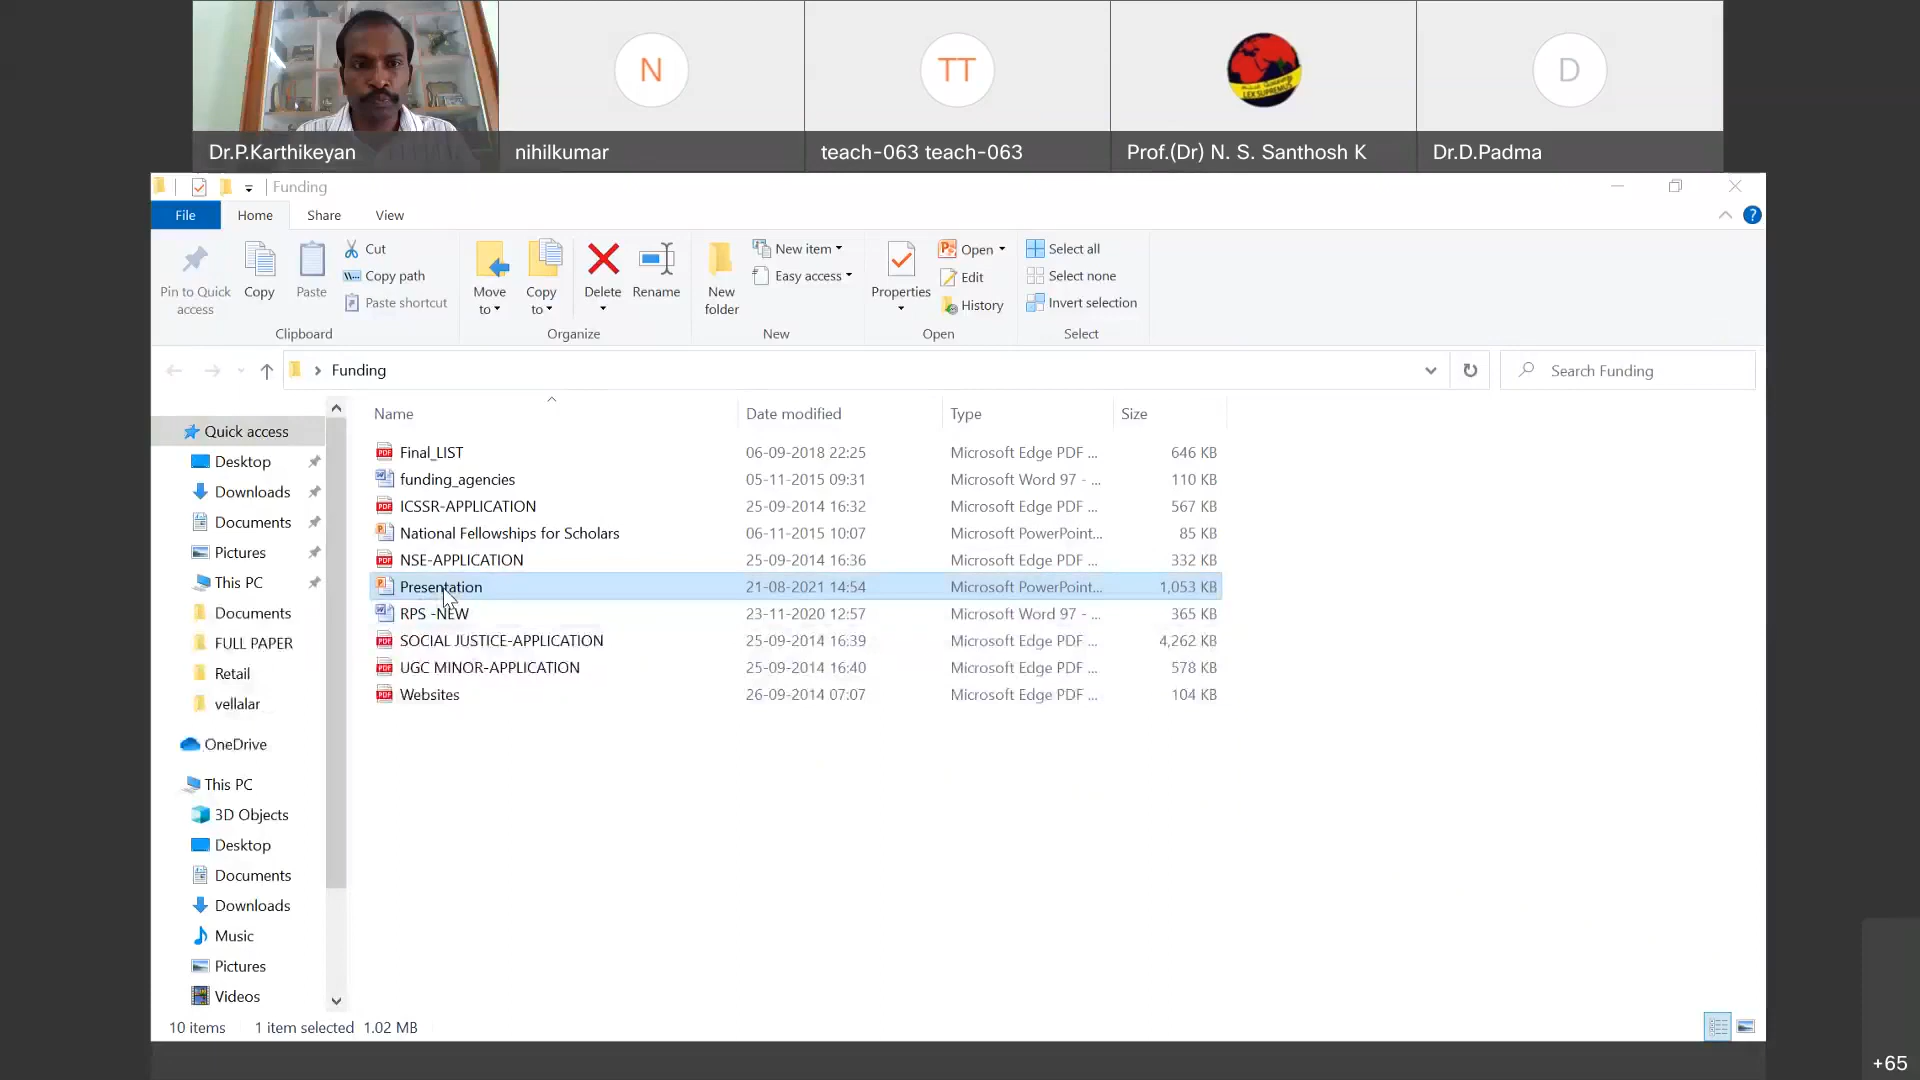 N
TT
LEX SUPREMUS
D
Dr.P.Karthikeyan
nihilkumar
teach-063 teach-063
Prof.(Dr) N. S. Santhosh K
Dr.D.Padma
Funding
File
Home
Share
View
?
Pin to Quick access
Copy
Paste
Cut
Copy path
Paste shortcut
Clipboard
Move to
Copy to
Delete
Rename
Organize
New folder
New item
Easy access
New
Properties
Open
Edit
History
Open
Select all
Select none
Invert selection
Select
Funding
Search Funding
Name Date modified Type Size
Final_LIST 06-09-2018 22:25 Microsoft Edge PDF ... 646 KB
funding_agencies 05-11-2015 09:31 Microsoft Word 97 - ... 110 KB
ICSSR-APPLICATION 25-09-2014 16:32 Microsoft Edge PDF ... 567 KB
National Fellowships for Scholars 06-11-2015 10:07 Microsoft PowerPoint... 85 KB
NSE-APPLICATION 25-09-2014 16:36 Microsoft Edge PDF ... 332 KB
Presentation 21-08-2021 14:54 Microsoft PowerPoint... 1,053 KB
RPS -NEW 23-11-2020 12:57 Microsoft Word 97 - ... 365 KB
SOCIAL JUSTICE-APPLICATION 25-09-2014 16:39 Microsoft Edge PDF ... 4,262 KB
UGC MINOR-APPLICATION 25-09-2014 16:40 Microsoft Edge PDF ... 578 KB
Websites 26-09-2014 07:07 Microsoft Edge PDF ... 104 KB
Quick access
Desktop
Downloads
Documents
Pictures
This PC
Documents
FULL PAPER
Retail
vellalar
OneDrive
This PC
3D Objects
Desktop
Documents
Downloads
Music
Pictures
Videos
10 items 1 item selected 1.02 MB
+65